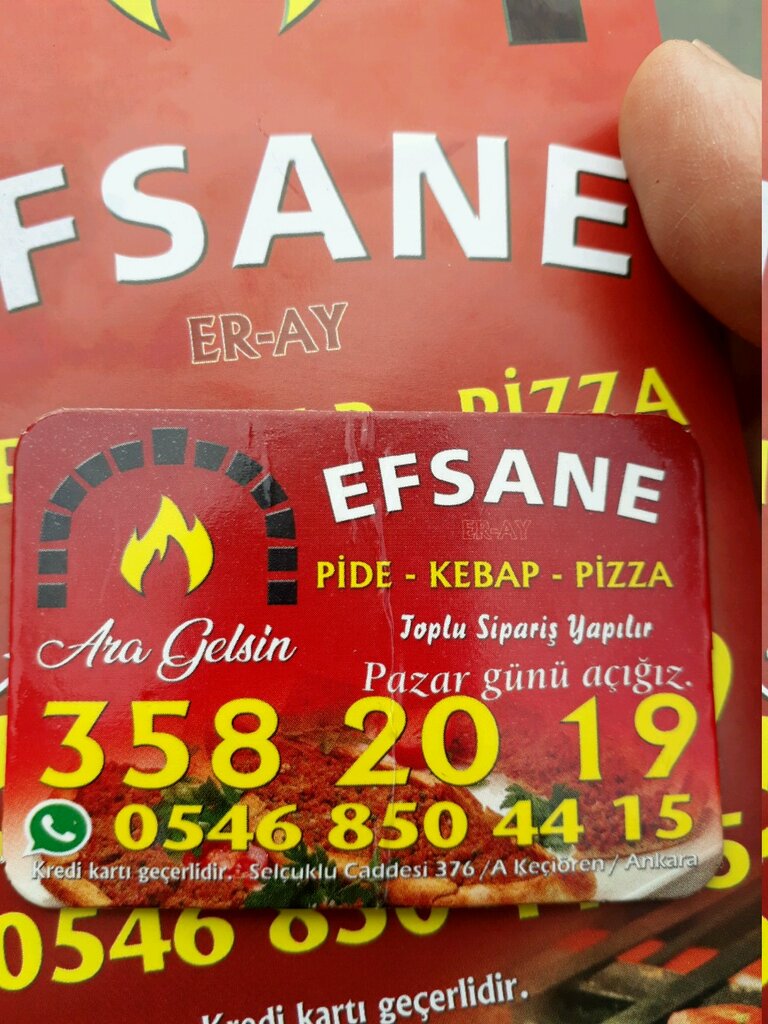 EFSANE
ER-AY
PİZZA
EFSANE
ER-AY
PİDE - KEBAP - PİZZA
Ara Gelsin
Toplu Sipariş Yapılır
Pazar günü açığız.
358 20 19
0546 850 44 15
Kredi kartı geçerlidir. Selçuklu Caddesi 376 /A Keçiören / Ankara
0546 850
Kredi kartı geçerlidir.